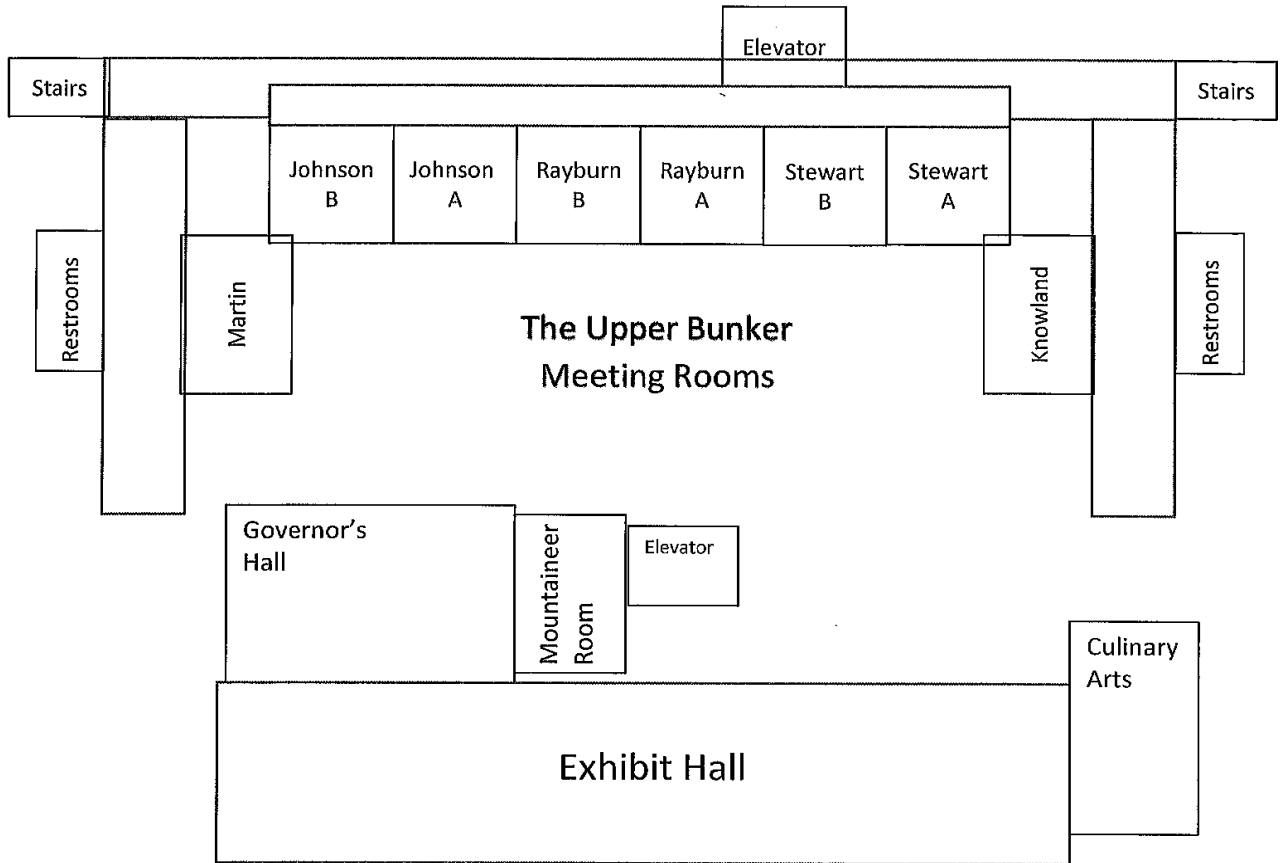 Elevator
Stairs
Stairs
Johnson
B
Johnson
A
Rayburn
B
Rayburn
A
Stewart
B
Stewart
A
Restrooms
Martin
The Upper Bunker
Meeting Rooms
Knowland
Restrooms
Governor's
Hall
Mountaineer
Room
Elevator
Culinary
Arts
Exhibit Hall